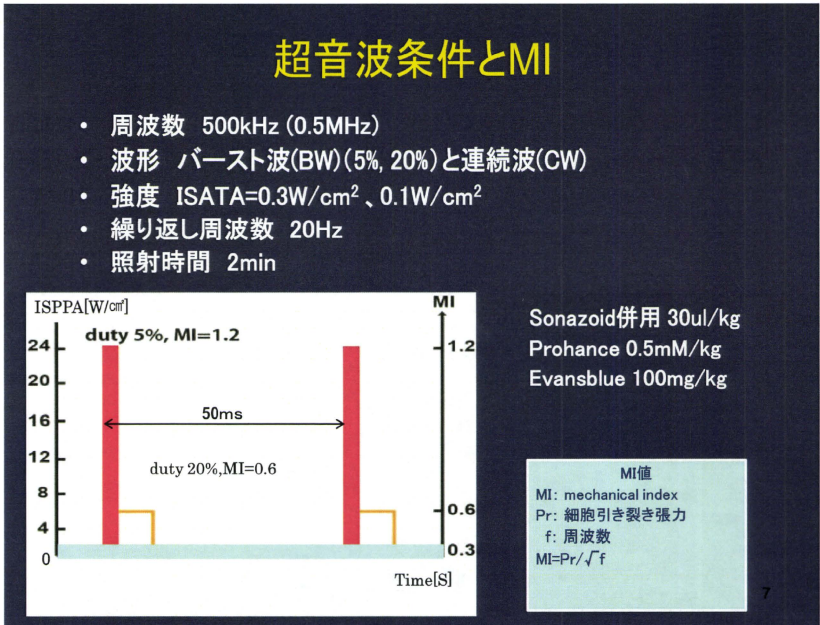 超音波条件とMI
• 周波数 500kHz (0.5MHz)
• 波形 バースト波(BW)(5%, 20%)と連続波(CW)
• 強度 ISATA=0.3W/cm²、0.1W/cm²
• 繰り返し周波数 20Hz
• 照射時間 2min
ISPPA[W/㎠]
MI
duty 5%, MI=1.2
24
20
16
12
8
4
0
50ms
duty 20%,MI=0.6
1.2
0.6
0.3
Time[S]
Sonazoid併用 30ul/kg
Prohance 0.5mM/kg
Evansblue 100mg/kg
MI値
MI: mechanical index
Pr: 細胞引き裂き張力
f: 周波数
MI=Pr/√f
7